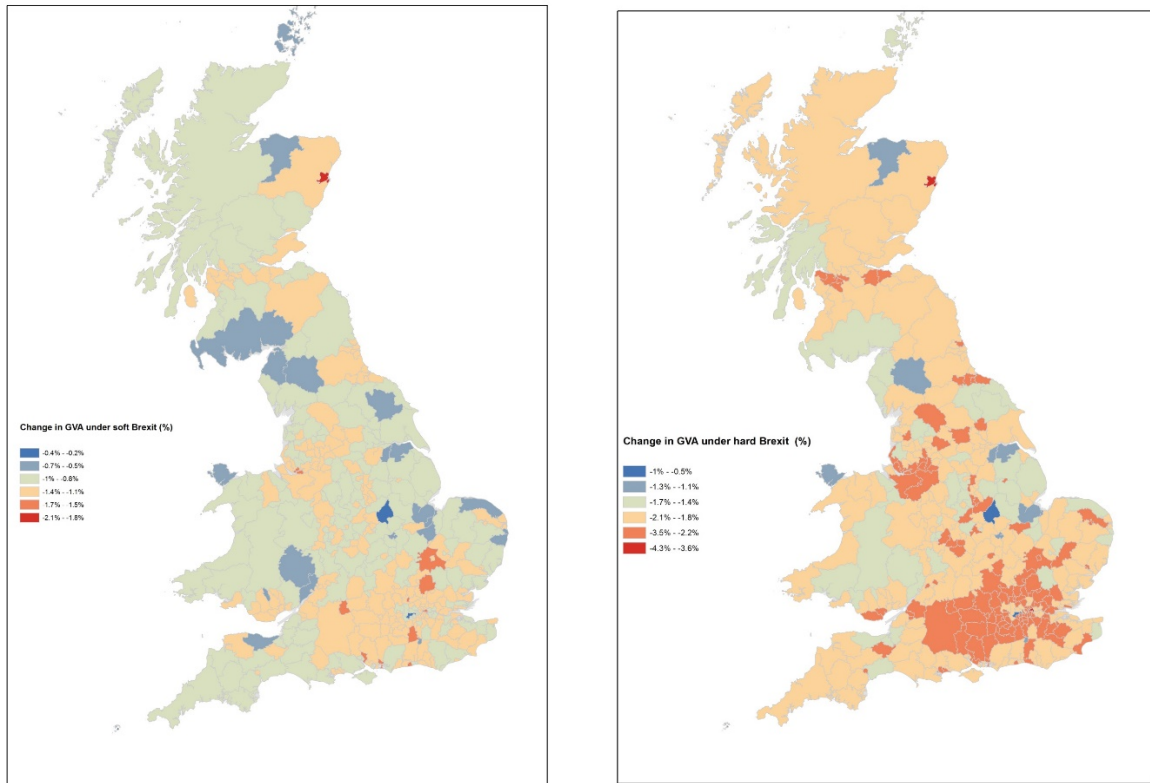 Change in GVA under soft Brexit (%)
-0.4% - -0.2%
-0.7% - -0.5%
-1% - -0.8%
-1.4% - -1.1%
-1.7% - -1.5%
-2.1% - -1.8%
Change in GVA under hard Brexit (%)
-1% - -0.5%
-1.3% - -1.1%
-1.7% - -1.4%
-2.1% - -1.8%
-3.5% - -2.2%
-4.3% - -3.6%